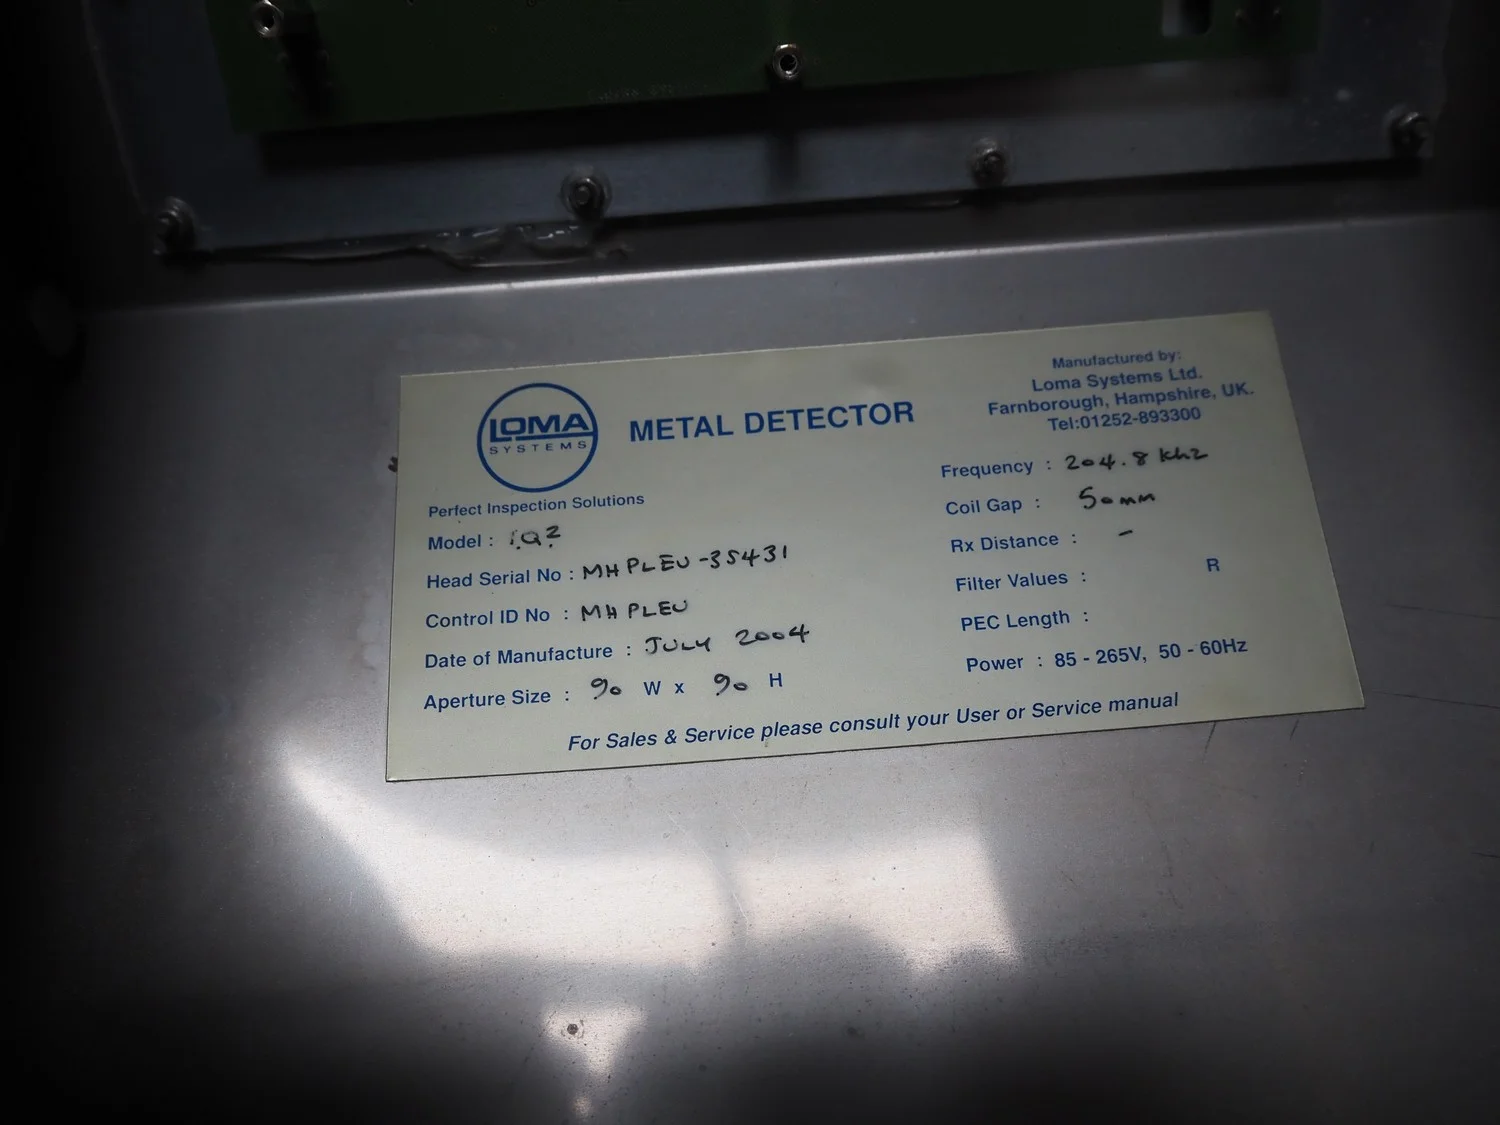 LOMA
SYSTEMS
METAL DETECTOR
Manufactured by:
Loma Systems Ltd.
Farnborough, Hampshire, UK.
Tel:01252-893300
Perfect Inspection Solutions
Model : IQ2
Head Serial No : MHPLEU-35431
Control ID No : MHPLEU
Date of Manufacture : JULY 2004
Aperture Size : 90 W x 90 H
Frequency : 204.8 khz
Coil Gap : 50mm
Rx Distance : -
Filter Values : R
PEC Length :
Power : 85 - 265V, 50 - 60Hz
For Sales & Service please consult your User or Service manual